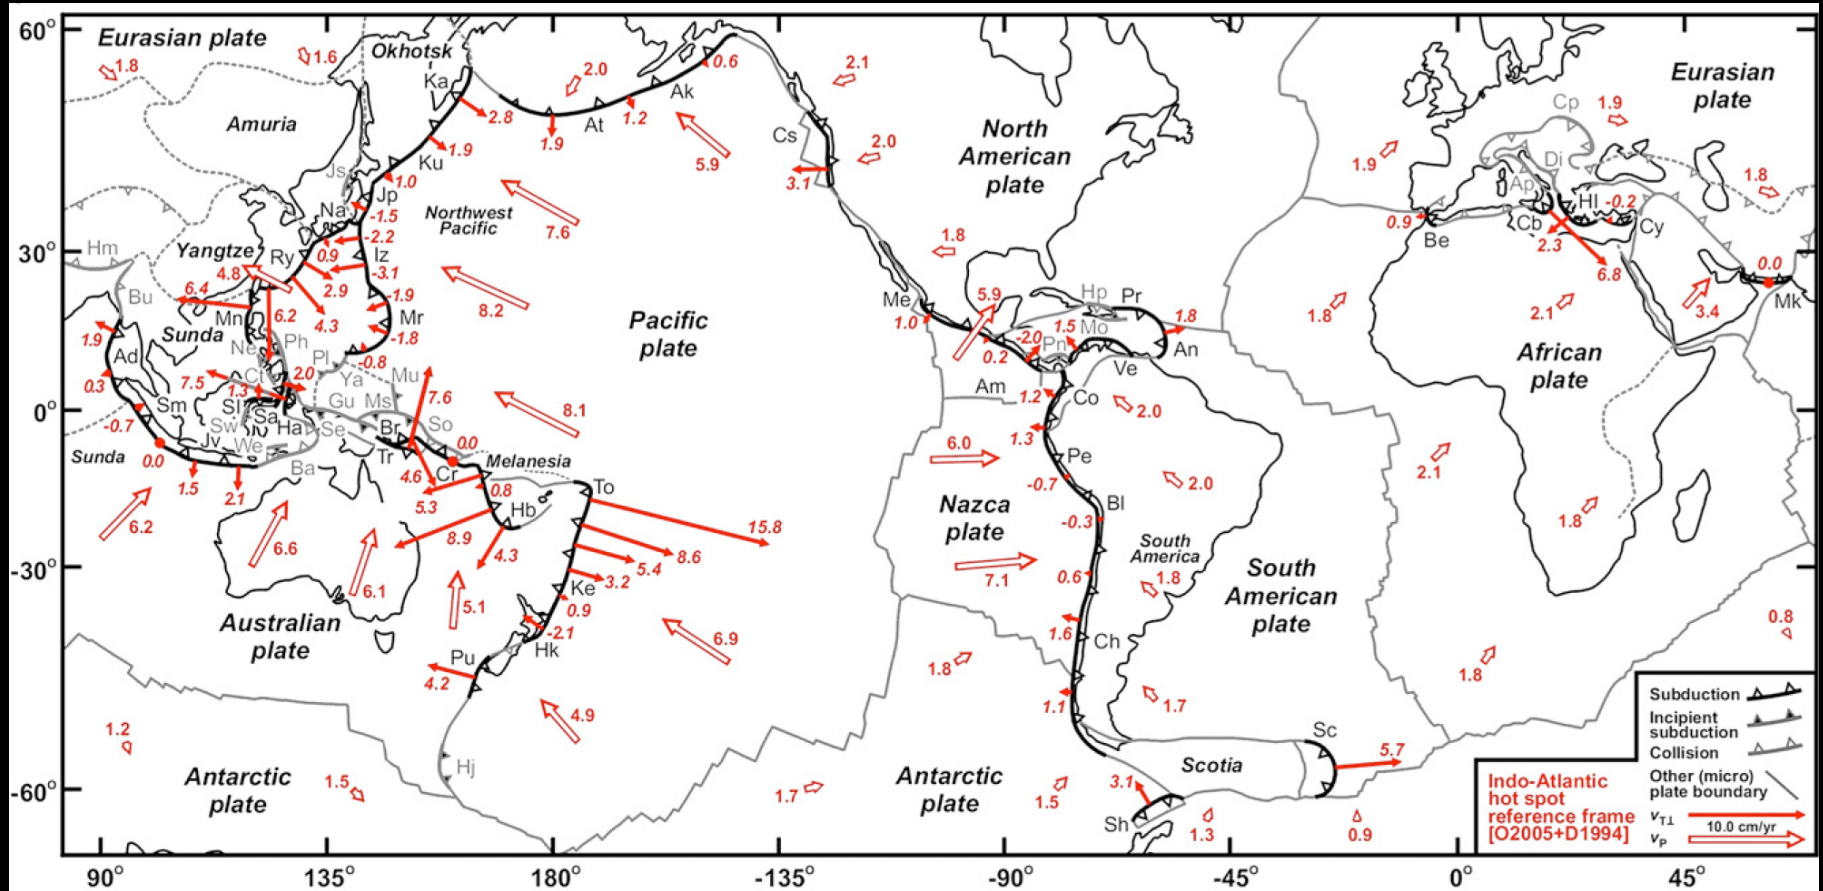 60°
30°
0°
-30°
-60°
90°
135°
180°
-135°
-90°
-45°
0°
45°
Eurasian plate
1.8
1.6
Okhotsk
Ka
2.8
2.0
0.6
Ak
At
1.2
1.9
2.1
Amuria
Ku
1.9
5.9
Cs
2.0
3.1
North
American
plate
Eurasian
plate
Cp
1.9
1.9
Di
Ap
1.8
Js
1.0
Jp
Na
-1.5
Northwest
Pacific
7.6
-2.2
0.9
Be
Cb
HI
-0.2
Cy
2.3
6.8
0.0
Mk
Hm
Yangtze
Ry
0.9
Iz
-3.1
4.8
2.9
8.2
1.8
Bu
6.4
6.2
4.3
-1.9
Mr
-1.8
Mn
Sunda
Me
1.0
5.9
Hp
Pr
1.8
Mo
1.5
-2.0
Pn
0.2
An
Ve
1.8
2.1
3.4
Pacific
plate
African
plate
1.9
Ad
Ne
Ph
Pl
-0.8
0.3
7.5
Ct
1.3
2.0
Ya
Mu
7.6
Am
1.2
Co
2.0
Sm
-0.7
Sl
Sa
Sw
Ha
Gu
Ms
Se
Br
So
8.1
1.3
Sunda
0.0
Jv
We
Ba
Tr
0.0
Cr
Melanesia
6.0
Pe
-0.7
2.0
2.1
1.5
2.1
4.6
5.3
0.8
To
Hb
15.8
Nazca
plate
Bl
-0.3
1.8
6.2
6.6
8.9
4.3
8.6
5.4
3.2
South
America
6.1
5.1
Ke
0.9
7.1
0.6
1.8
South
American
plate
Australian
plate
-2.1
Hk
6.9
1.6
Ch
0.8
Pu
4.2
1.8
1.8
1.1
1.7
4.9
1.2
Hj
Sc
5.7
Scotia
Antarctic
plate
1.5
1.7
Antarctic
plate
1.5
3.1
Sh
1.3
0.9
Subduction
Incipient
subduction
Collision
Other (micro)
plate boundary
Indo-Atlantic
hot spot
reference frame
[O2005+D1994]
vT⊥
10.0 cm/yr
vP